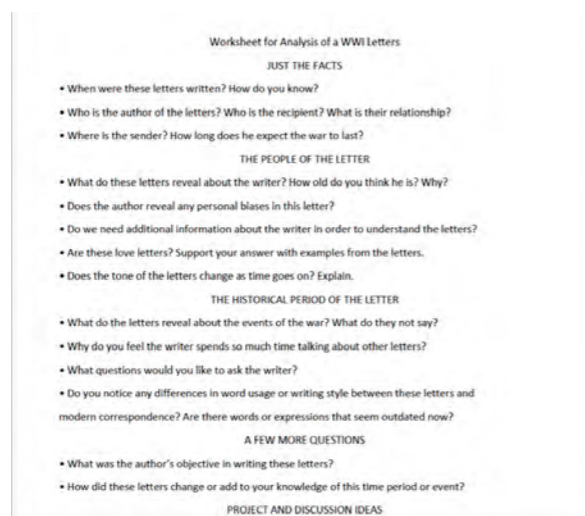 Worksheet for Analysis of a WWI Letters
JUST THE FACTS
• When were these letters written? How do you know?
• Who is the author of the letters? Who is the recipient? What is their relationship?
• Where is the sender? How long does he expect the war to last?
THE PEOPLE OF THE LETTER
• What do these letters reveal about the writer? How old do you think he is? Why?
• Does the author reveal any personal biases in this letter?
• Do we need additional information about the writer in order to understand the letters?
• Are these love letters? Support your answer with examples from the letters.
• Does the tone of the letters change as time goes on? Explain.
THE HISTORICAL PERIOD OF THE LETTER
• What do the letters reveal about the events of the war? What do they not say?
• Why do you feel the writer spends so much time talking about other letters?
• What questions would you like to ask the writer?
• Do you notice any differences in word usage or writing style between these letters and
modern correspondence? Are there words or expressions that seem outdated now?
A FEW MORE QUESTIONS
• What was the author's objective in writing these letters?
• How did these letters change or add to your knowledge of this time period or event?
PROJECT AND DISCUSSION IDEAS